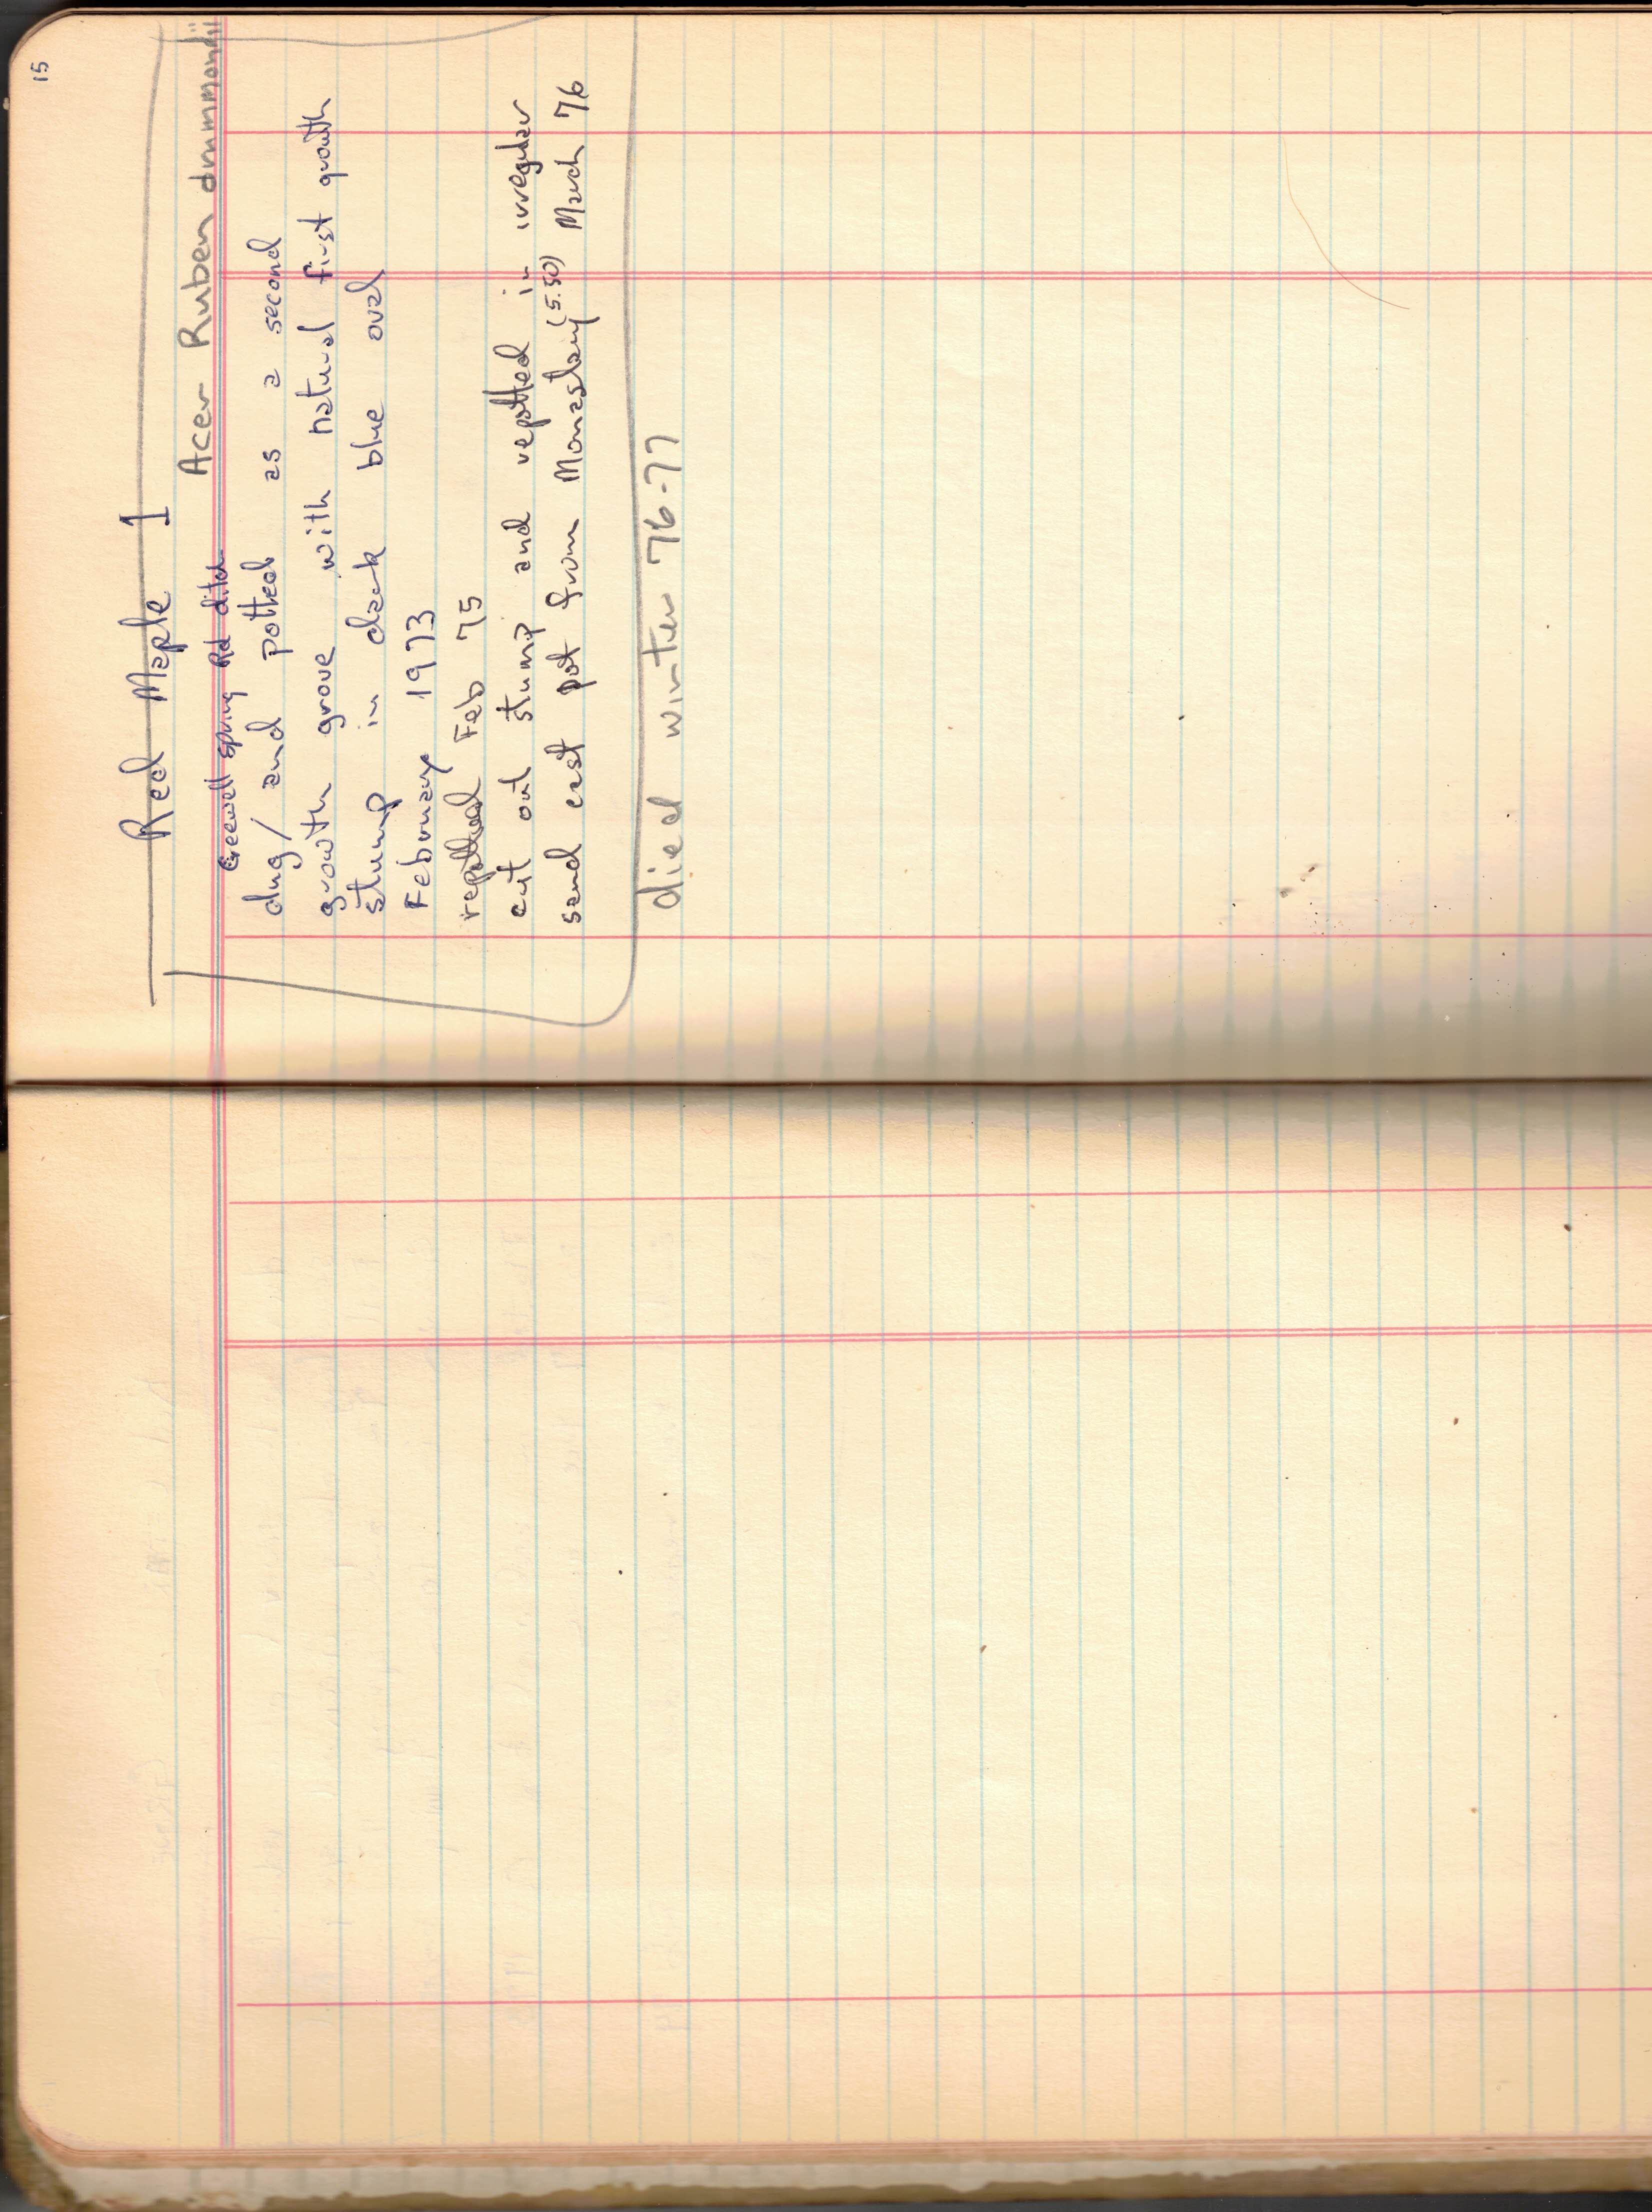 15
Red Maple 1
Acer Ruben drummondii
Greewell spring Rd ditch
dug / and potted as a second
growth grove with natural first growth
stump in dark blue oval
February 1973
repotted Feb 75
cut out stump and repotted in irregular
sand cast pot from Monastary (5.50) March 76
died winter 76-77